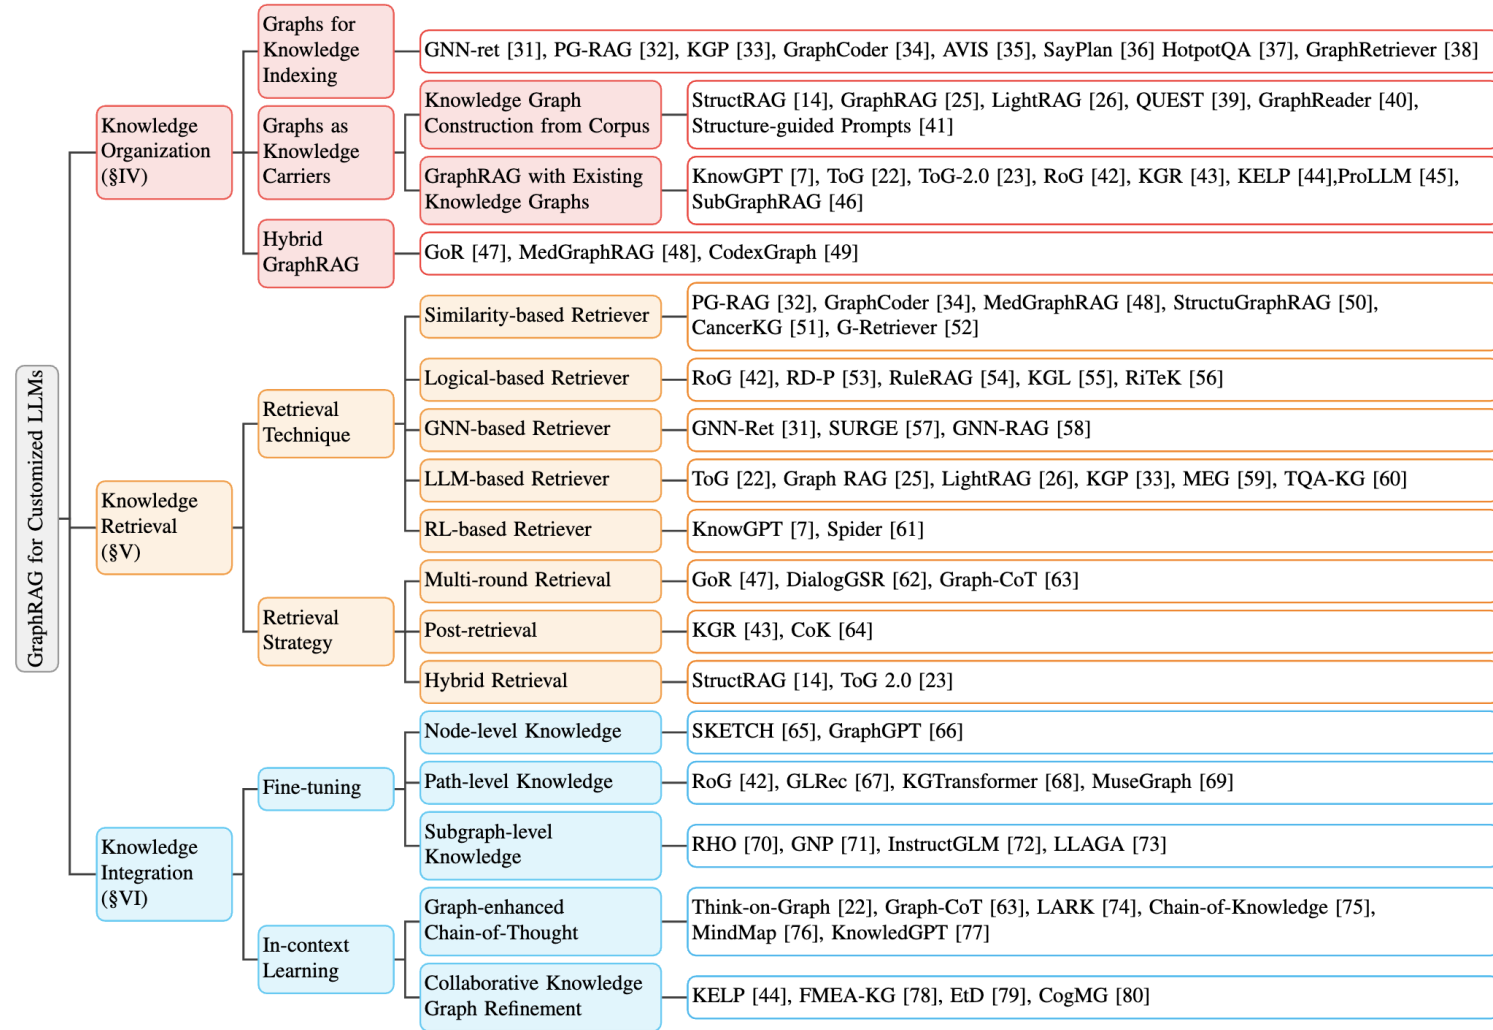 GraphRAG for Customized LLMs
Knowledge
Organization
(§IV)
Graphs for
Knowledge
Indexing
GNN-ret [31], PG-RAG [32], KGP [33], GraphCoder [34], AVIS [35], SayPlan [36] HotpotQA [37], GraphRetriever [38]
Graphs as
Knowledge
Carriers
Knowledge Graph
Construction from Corpus
StructRAG [14], GraphRAG [25], LightRAG [26], QUEST [39], GraphReader [40],
Structure-guided Prompts [41]
GraphRAG with Existing
Knowledge Graphs
KnowGPT [7], ToG [22], ToG-2.0 [23], RoG [42], KGR [43], KELP [44],ProLLM [45],
SubGraphRAG [46]
Hybrid
GraphRAG
GoR [47], MedGraphRAG [48], CodexGraph [49]
Knowledge
Retrieval
(§V)
Retrieval
Technique
Similarity-based Retriever
PG-RAG [32], GraphCoder [34], MedGraphRAG [48], StructuGraphRAG [50],
CancerKG [51], G-Retriever [52]
Logical-based Retriever
RoG [42], RD-P [53], RuleRAG [54], KGL [55], RiTeK [56]
GNN-based Retriever
GNN-Ret [31], SURGE [57], GNN-RAG [58]
LLM-based Retriever
ToG [22], Graph RAG [25], LightRAG [26], KGP [33], MEG [59], TQA-KG [60]
RL-based Retriever
KnowGPT [7], Spider [61]
Retrieval
Strategy
Multi-round Retrieval
GoR [47], DialogGSR [62], Graph-CoT [63]
Post-retrieval
KGR [43], CoK [64]
Hybrid Retrieval
StructRAG [14], ToG 2.0 [23]
Knowledge
Integration
(§VI)
Fine-tuning
Node-level Knowledge
SKETCH [65], GraphGPT [66]
Path-level Knowledge
RoG [42], GLRec [67], KGTransformer [68], MuseGraph [69]
Subgraph-level
Knowledge
RHO [70], GNP [71], InstructGLM [72], LLAGA [73]
In-context
Learning
Graph-enhanced
Chain-of-Thought
Think-on-Graph [22], Graph-CoT [63], LARK [74], Chain-of-Knowledge [75],
MindMap [76], KnowledGPT [77]
Collaborative Knowledge
Graph Refinement
KELP [44], FMEA-KG [78], EtD [79], CogMG [80]